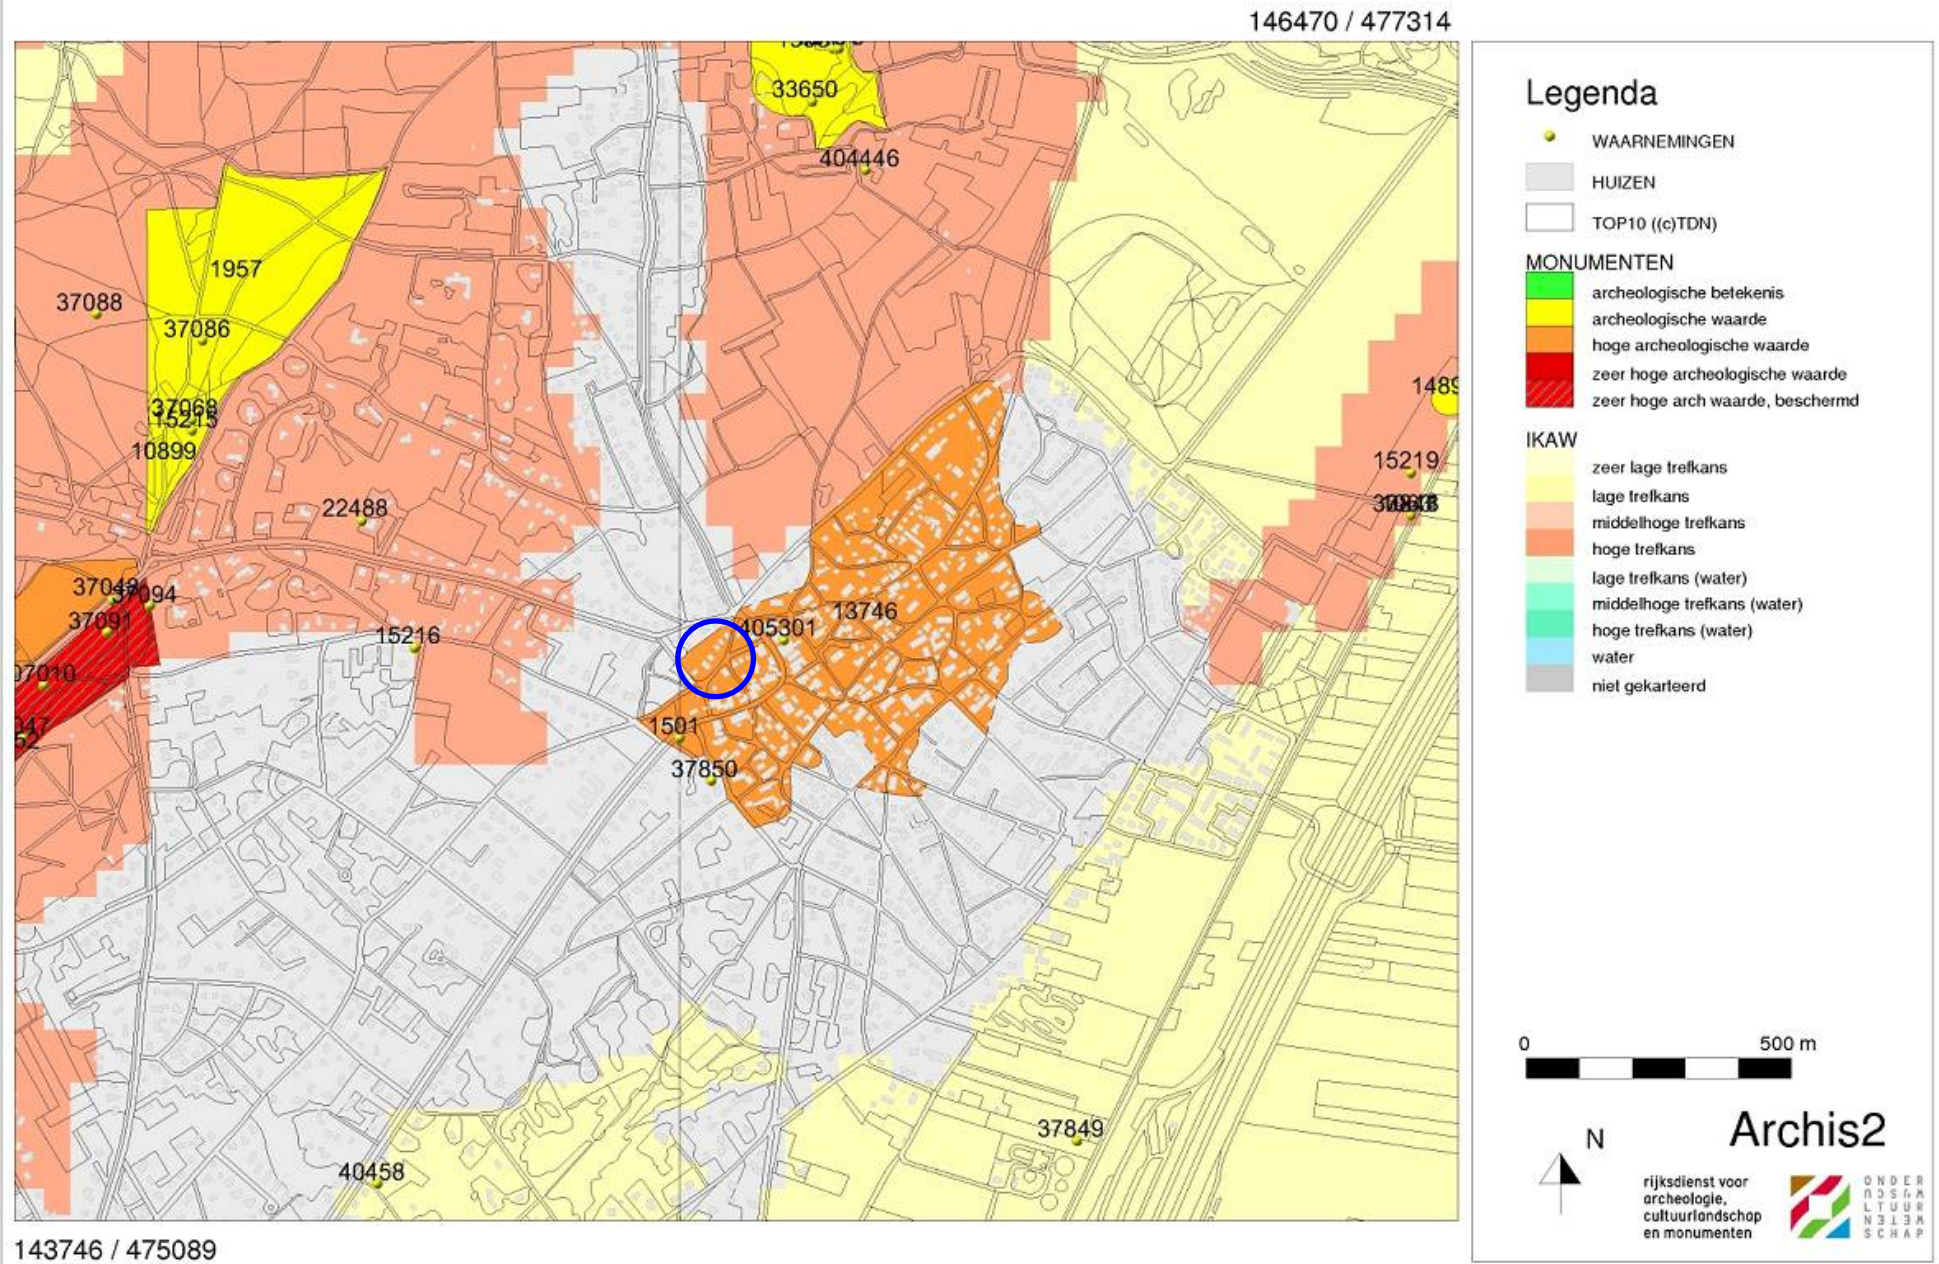 146470 / 477314
33650
404446
1957
37088
37086
37068
15215
10899
22488
1489
15219
37094
37091
15216
405301
13746
1501
37850
37849
40458
143746 / 475089
Legenda
WAARNEMINGEN
HUIZEN
TOP10 ((c)TDN)
MONUMENTEN
archeologische betekenis
archeologische waarde
hoge archeologische waarde
zeer hoge archeologische waarde
zeer hoge arch waarde, beschermd
IKAW
zeer lage trefkans
lage trefkans
middelhoge trefkans
hoge trefkans
lage trefkans (water)
middelhoge trefkans (water)
hoge trefkans (water)
water
niet gekarteerd
0 500 m
N
Archis2
rijksdienst voor
archeologie,
cultuurlandschap
en monumenten